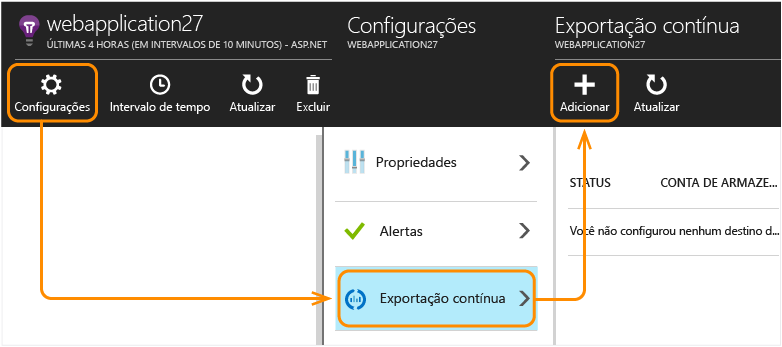 webapplication27
ÚLTIMAS 4 HORAS (EM INTERVALOS DE 10 MINUTOS) - ASP.NET
Configurações
Intervalo de tempo
Atualizar
Excluir
Configurações
WEBAPPLICATION27
Propriedades
Alertas
Exportação contínua
Exportação contínua
WEBAPPLICATION27
Adicionar
Atualizar
STATUS
CONTA DE ARMAZE...
Você não configurou nenhum destino d...